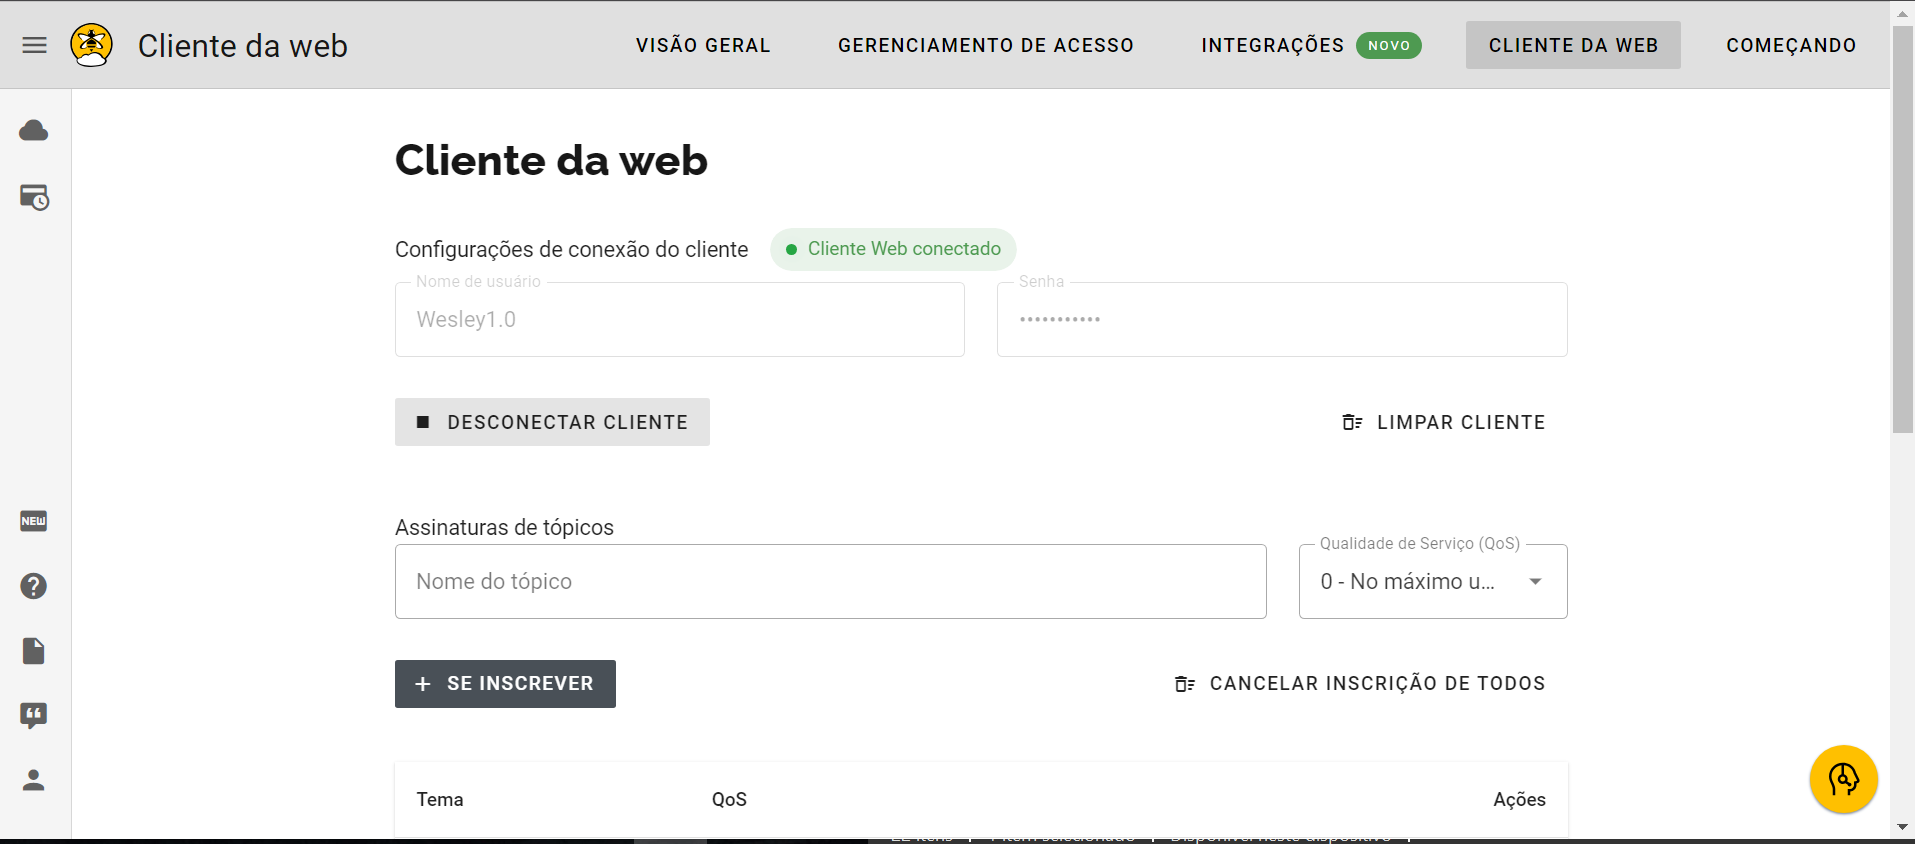 Cliente da web
VISÃO GERAL
GERENCIAMENTO DE ACESSO
INTEGRAÇÕES NOVO
CLIENTE DA WEB
COMEÇANDO
Cliente da web
Configurações de conexão do cliente
Cliente Web conectado
Nome de usuário
Wesley1.0
Senha
•••••••••••
DESCONECTAR CLIENTE
LIMPAR CLIENTE
Assinaturas de tópicos
Nome do tópico
Qualidade de Serviço (QoS)
0 - No máximo u...
+ SE INSCREVER
CANCELAR INSCRIÇÃO DE TODOS
NEW
Tema
QoS
Ações